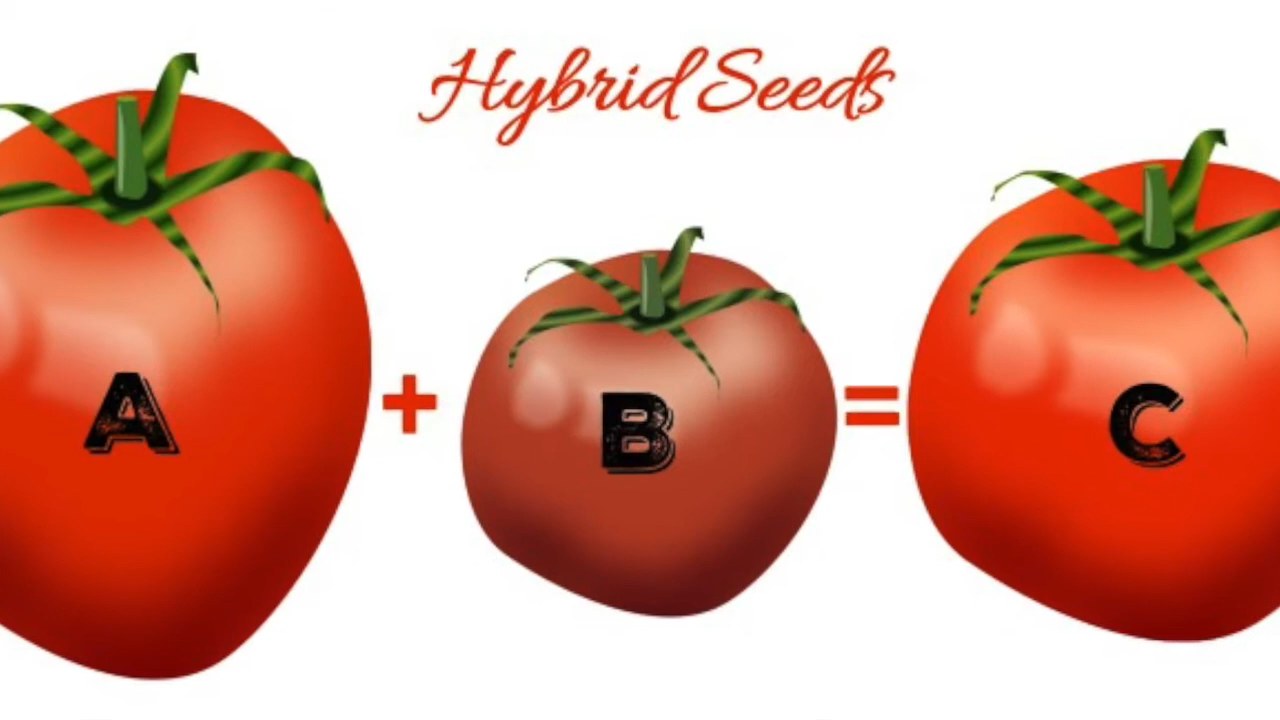 Hybrid Seeds
A + B = C